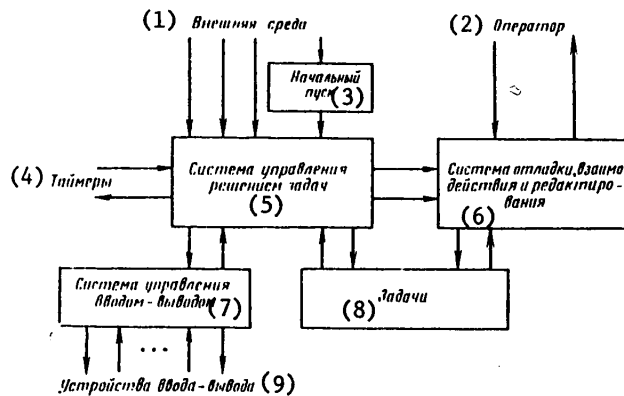 (1) Внешняя среда
(2) Оператор
Начальный
пуск (3)
(4) Таймеры
Система управления
решением задач
(5)
Система отладки, взаимо-
действия и редактиро-
(6) вания
Система управления
вводом-выводом (7)
Задачи
(8)
...
Устройства ввода-вывода (9)